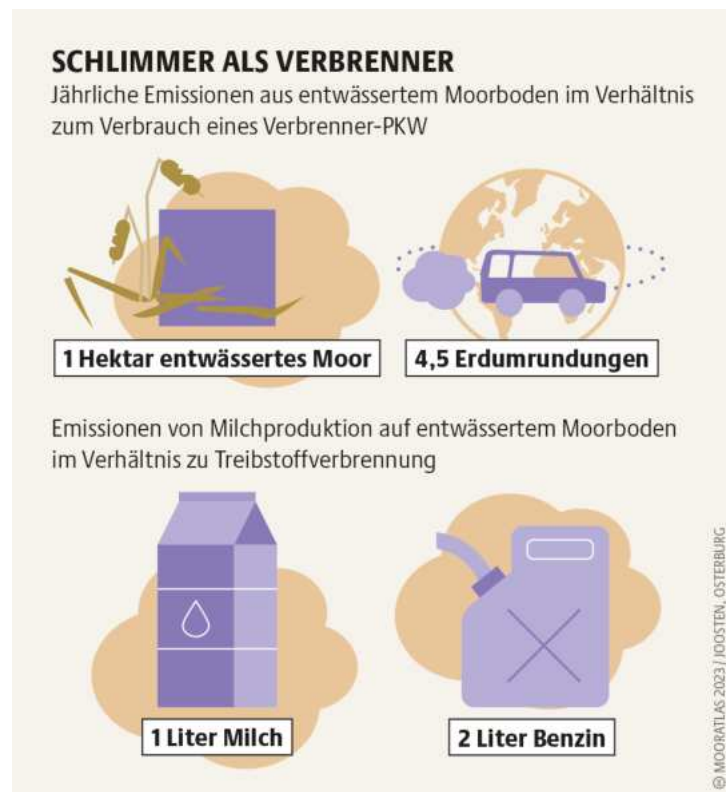 SCHLIMMER ALS VERBRENNER
Jährliche Emissionen aus entwässertem Moorboden im Verhältnis
zum Verbrauch eines Verbrenner-PKW
1 Hektar entwässertes Moor
4,5 Erdumrundungen
Emissionen von Milchproduktion auf entwässertem Moorboden
im Verhältnis zu Treibstoffverbrennung
1 Liter Milch
2 Liter Benzin
© MOORATLAS 2023 / JOOSTEN, OSTERBURG